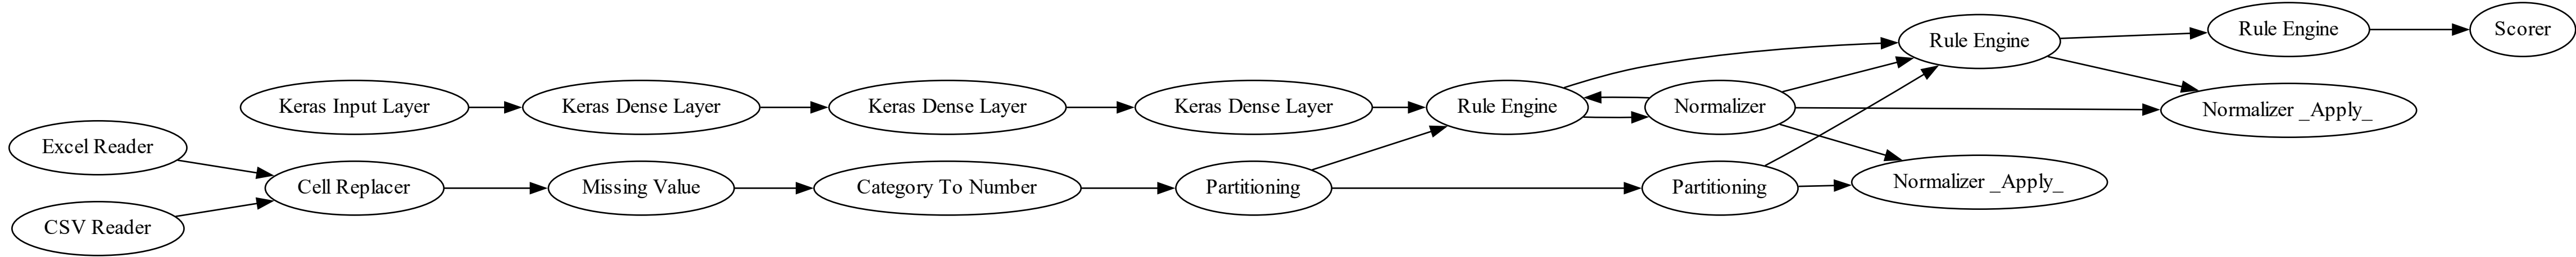 Excel Reader
CSV Reader
Keras Input Layer
Cell Replacer
Keras Dense Layer
Missing Value
Keras Dense Layer
Category To Number
Keras Dense Layer
Partitioning
Rule Engine
Normalizer
Partitioning
Rule Engine
Normalizer _Apply_
Rule Engine
Normalizer _Apply_
Scorer